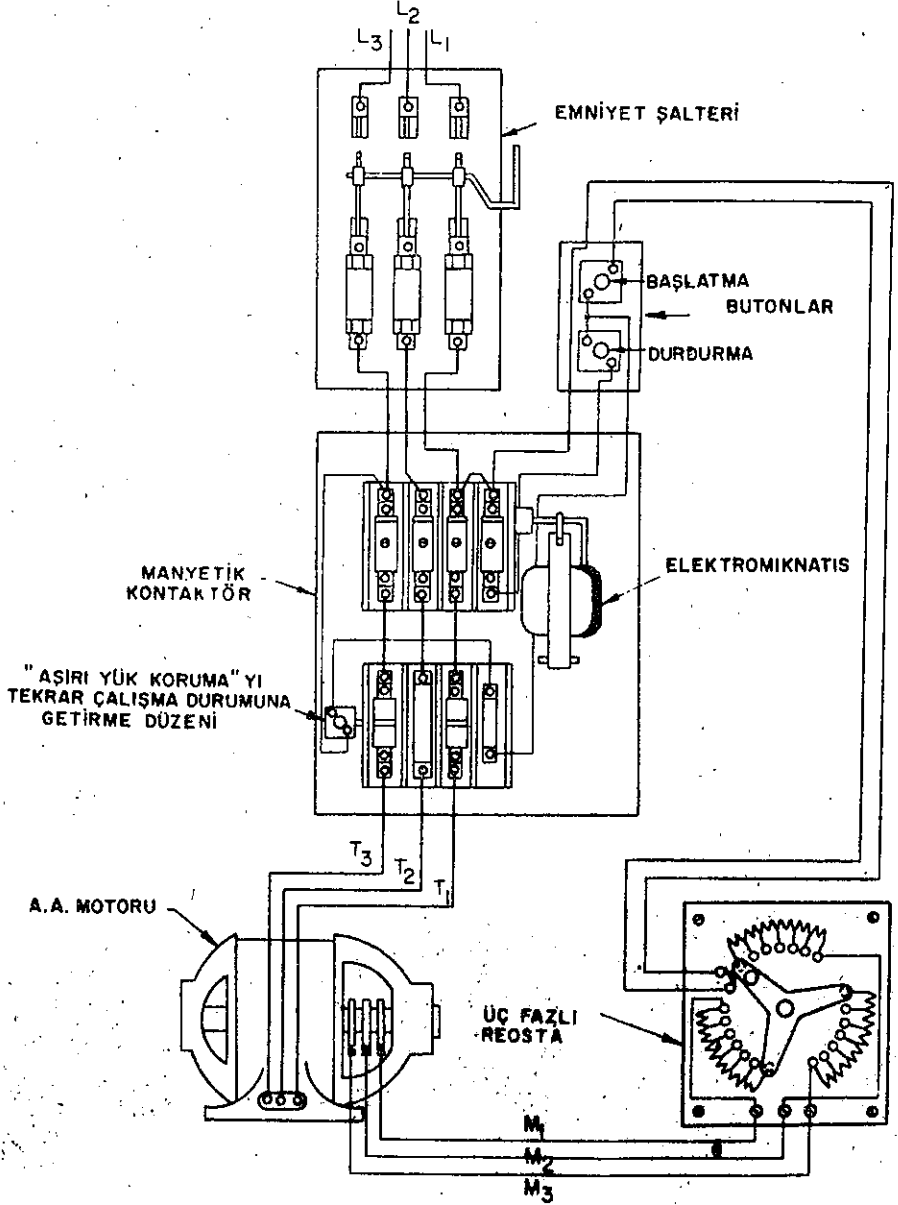 L3 L2 L1
EMNİYET ŞALTERİ
BAŞLATMA
BUTONLAR
DURDURMA
MANYETİK
KONTAKTÖR
ELEKTROMIKNATIS
"AŞIRI YÜK KORUMA" YI
TEKRAR ÇALIŞMA DURUMUNA
GETİRME DÜZENİ
T3 T2 T1
A.A. MOTORU
ÜÇ FAZLI
REOSTA
M1
M2
M3